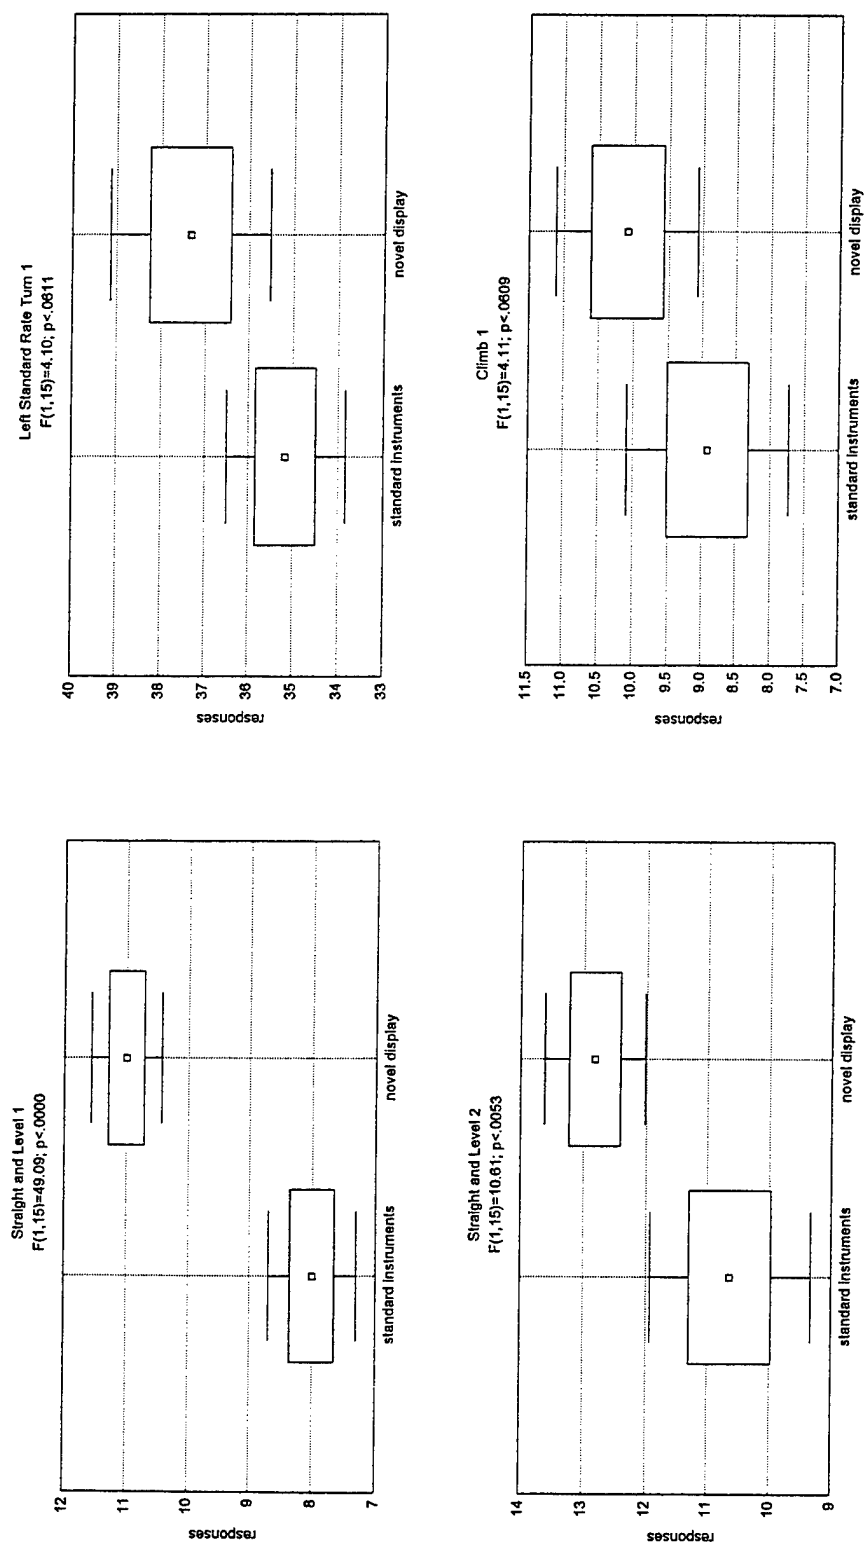 Straight and Level 1
F(1,15)=49.09; p<.0000
responses
12
11
10
9
8
7
standard instruments
novel display
Left Standard Rate Turn 1
F(1,15)=4.10; p<.0611
responses
40
39
38
37
36
35
34
33
standard instruments
novel display
Straight and Level 2
F(1,15)=10.61; p<.0053
responses
14
13
12
11
10
9
standard instruments
novel display
Climb 1
F(1,15)=4.11; p<.0609
responses
11.5
11.0
10.5
10.0
9.5
9.0
8.5
8.0
7.5
7.0
standard instruments
novel display